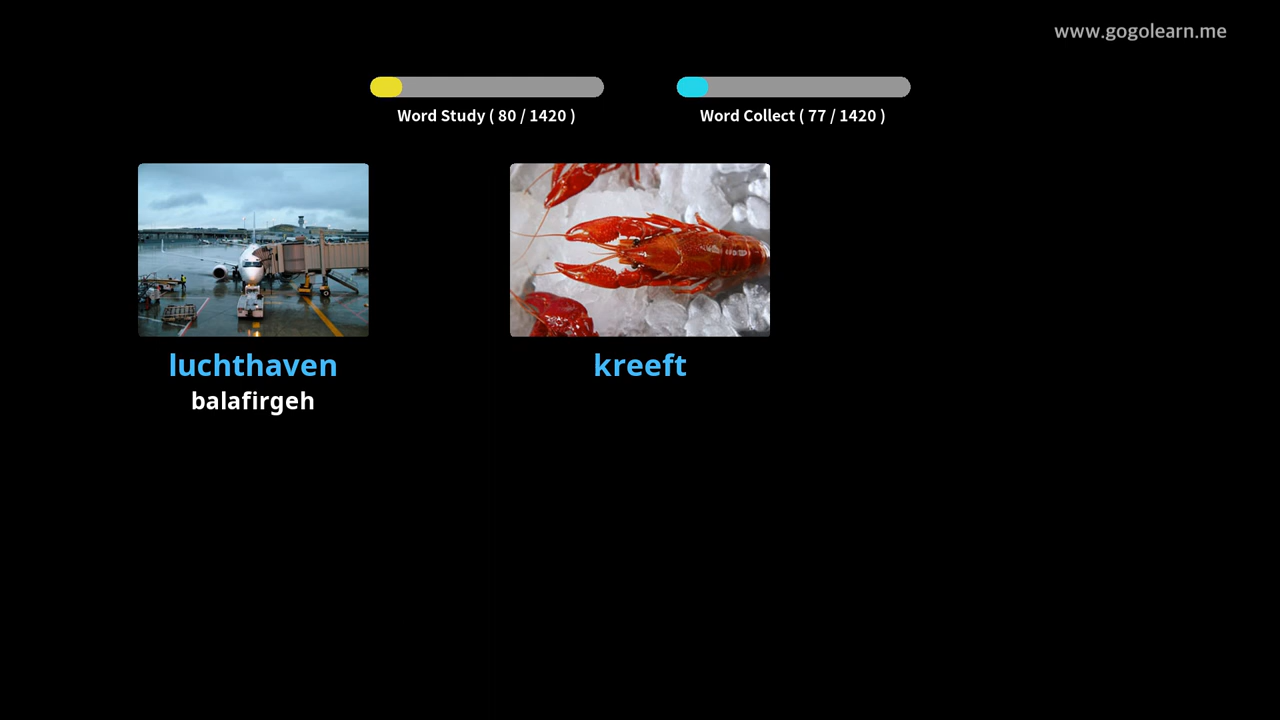 www.gogolearn.me
Word Study ( 80 / 1420 )
Word Collect ( 77 / 1420 )
luchthaven
balafirgeh
kreeft